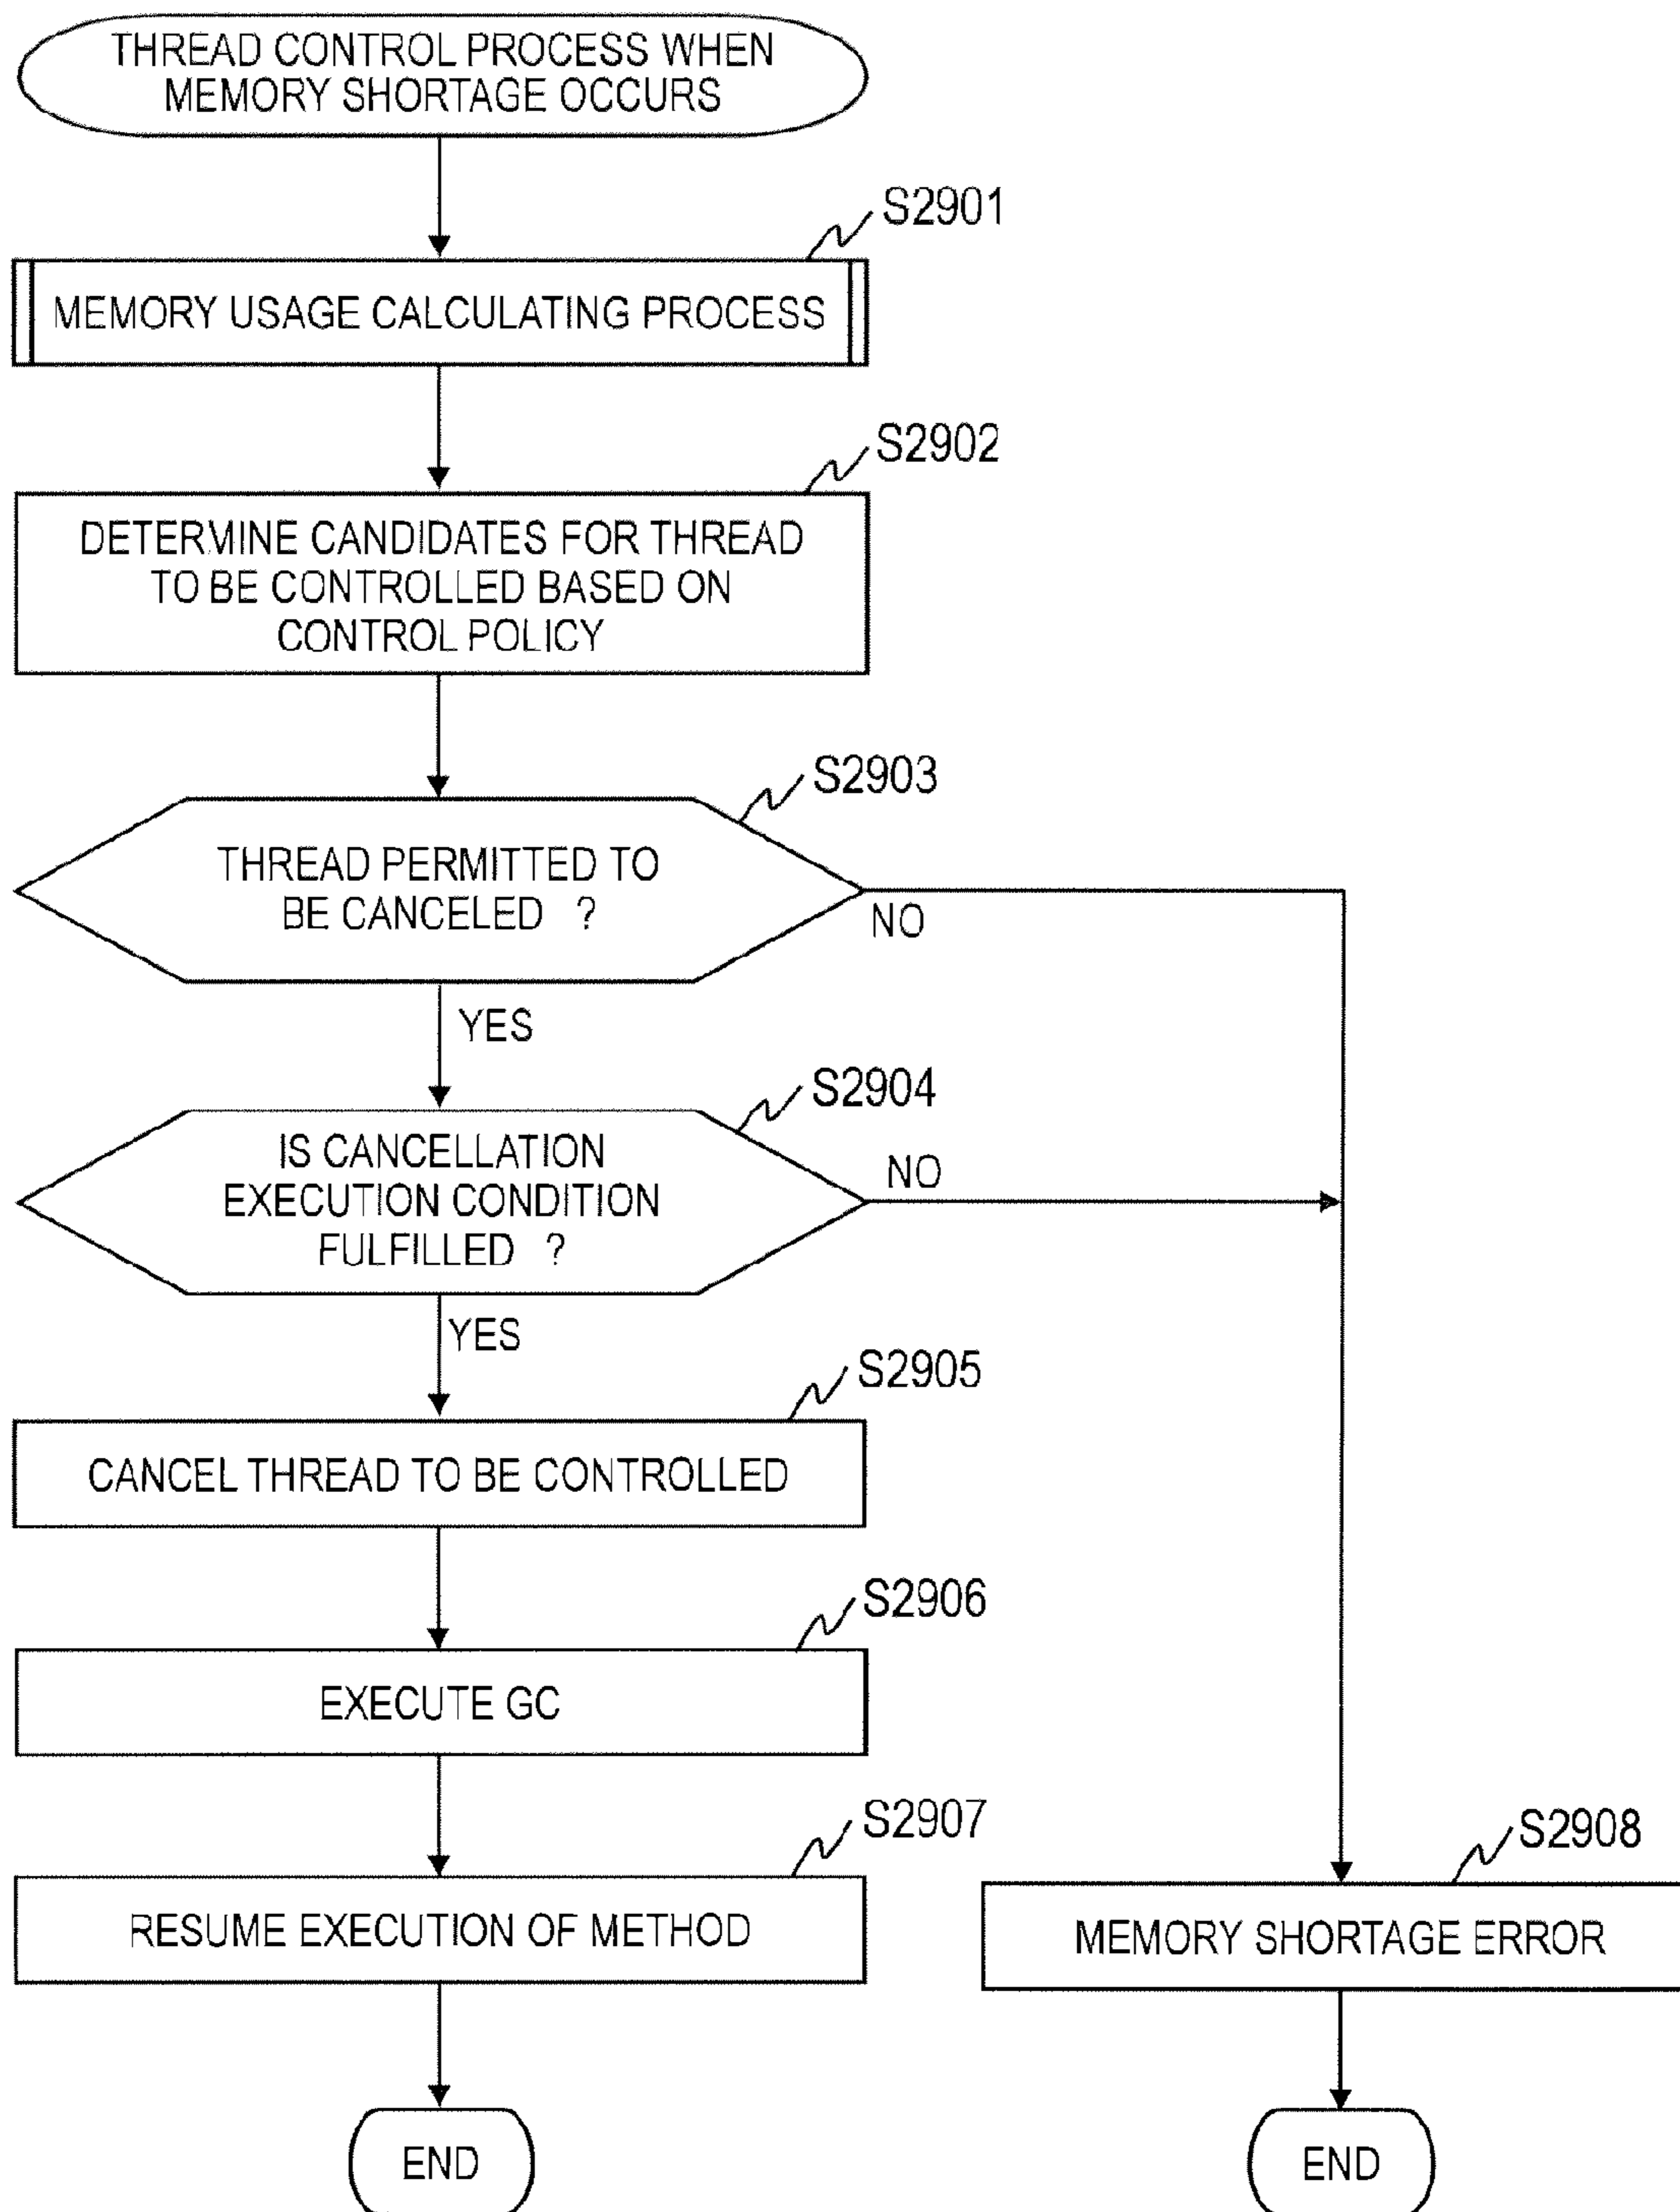 THREAD CONTROL PROCESS WHEN
MEMORY SHORTAGE OCCURS
S2901
MEMORY USAGE CALCULATING PROCESS
S2902
DETERMINE CANDIDATES FOR THREAD
TO BE CONTROLLED BASED ON
CONTROL POLICY
S2903
THREAD PERMITTED TO
BE CANCELED ?
NO
YES
S2904
IS CANCELLATION
EXECUTION CONDITION
FULFILLED ?
NO
YES
S2905
CANCEL THREAD TO BE CONTROLLED
S2906
EXECUTE GC
S2907
RESUME EXECUTION OF METHOD
S2908
MEMORY SHORTAGE ERROR
END
END